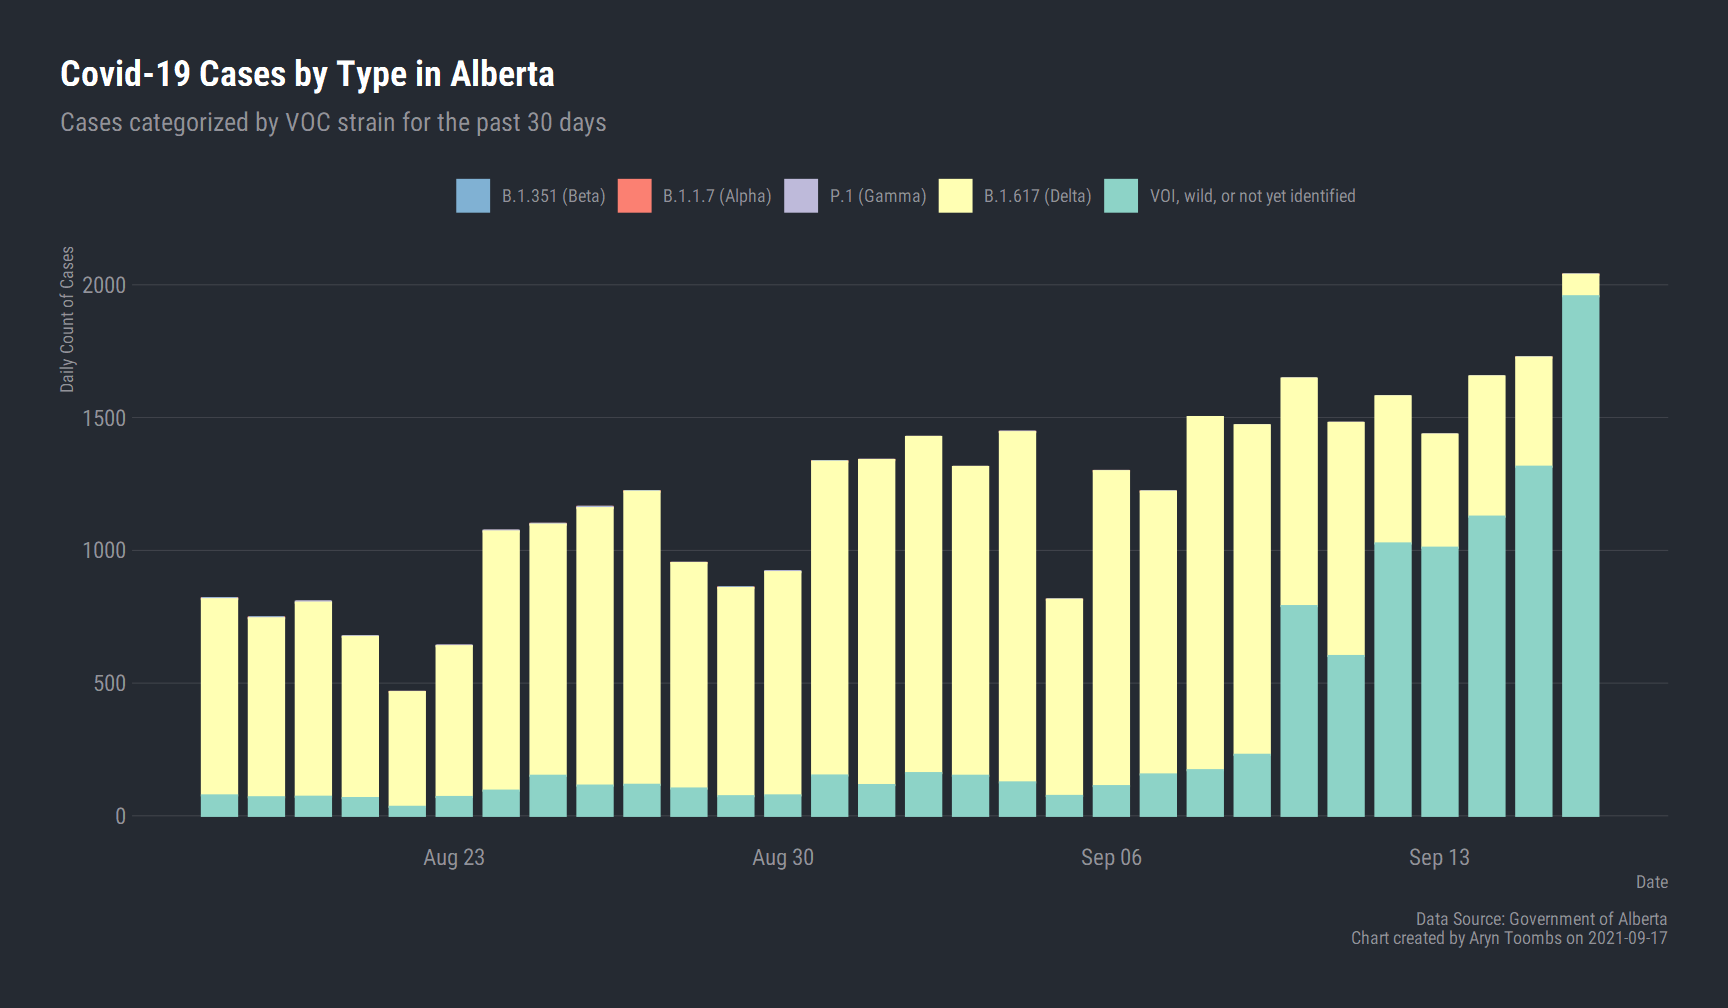 Covid-19 Cases by Type in Alberta
Cases categorized by VOC strain for the past 30 days
B.1.351 (Beta) B.1.1.7 (Alpha) P.1 (Gamma) B.1.617 (Delta) VOI, wild, or not yet identified
Daily Count of Cases
2000
1500
1000
500
0
Aug 23 Aug 30 Sep 06 Sep 13
Date
Data Source: Government of Alberta
Chart created by Aryn Toombs on 2021-09-17